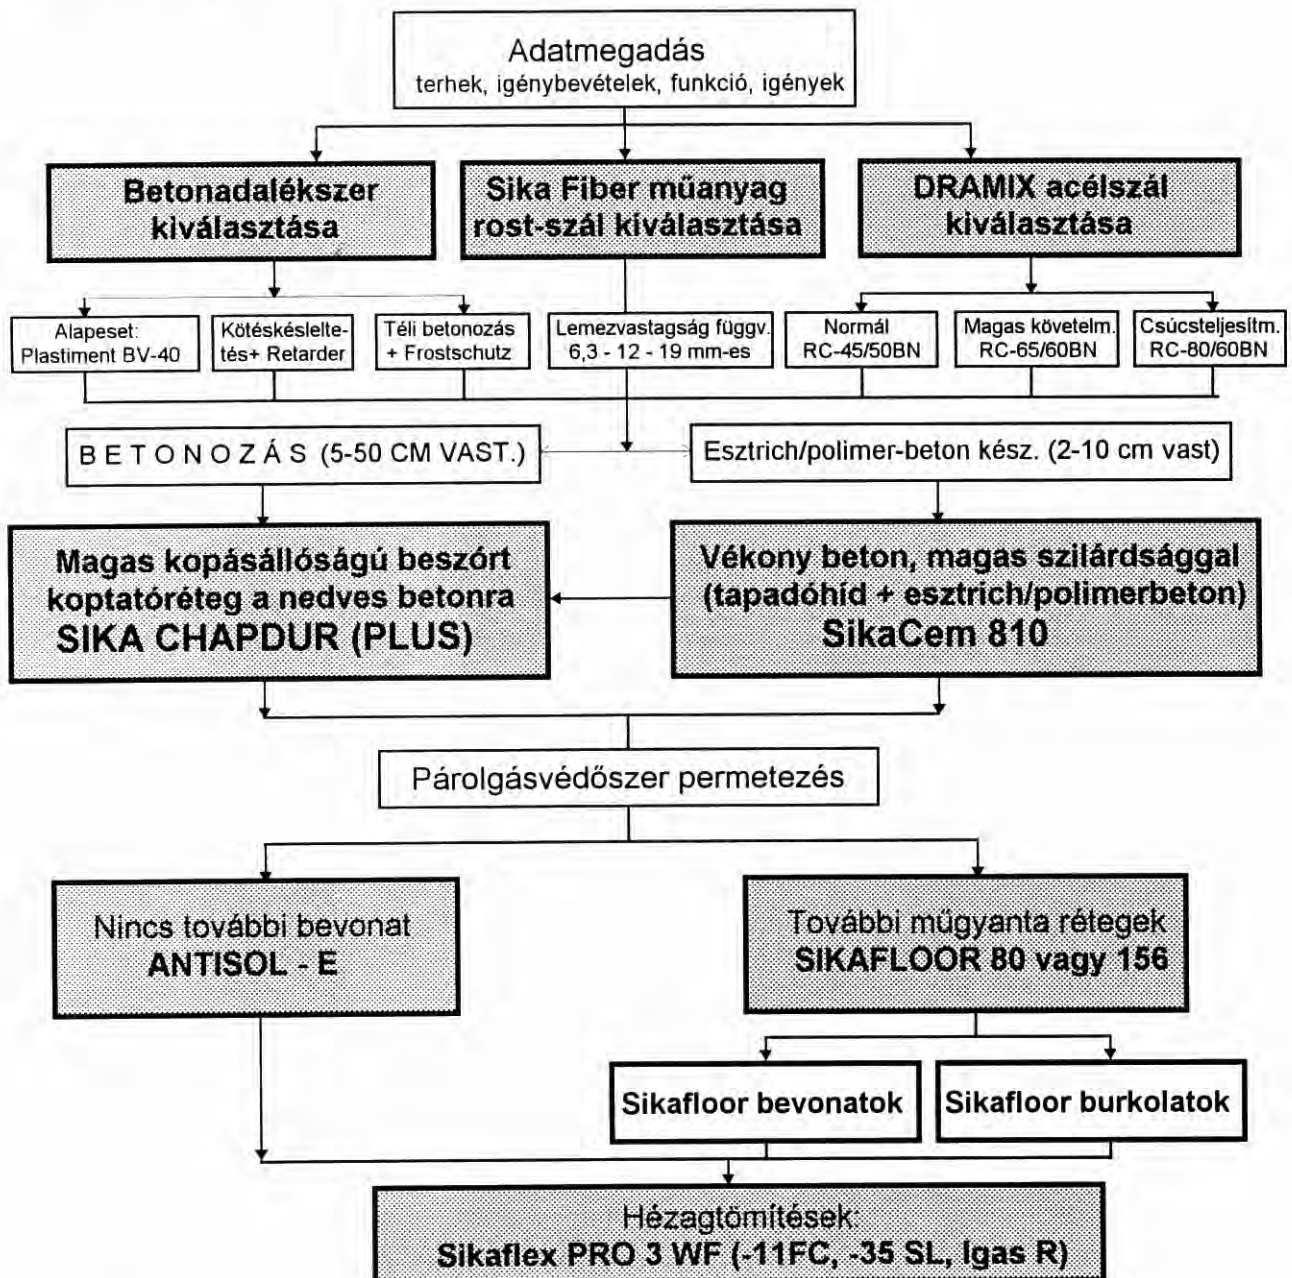 Adatmegadás
terhek, igénybevételek, funkció, igények
Betonadalékszer
kiválasztása
Sika Fiber műanyag
rost-szál kiválasztása
DRAMIX acélszál
kiválasztása
Alapeset:
Plastiment BV-40
Kötéskéslelte-
tés+ Retarder
Téli betonozás
+ Frostschutz
Lemezvastagság függv.
6,3 - 12 - 19 mm-es
Normál
RC-45/50BN
Magas követelm.
RC-65/60BN
Csúcsteljesítm.
RC-80/60BN
B E T O N O Z Á S (5-50 CM VAST.)
Esztrich/polimer-beton kész. (2-10 cm vast)
Magas kopásállóságú beszórt
koptatóréteg a nedves betonra
SIKA CHAPDUR (PLUS)
Vékony beton, magas szilárdsággal
(tapadóhíd + esztrich/polimerbeton)
SikaCem 810
Párolgásvédőszer permetezés
Nincs további bevonat
ANTISOL - E
További műgyanta rétegek
SIKAFLOOR 80 vagy 156
Sikafloor bevonatok
Sikafloor burkolatok
Hézagtömítések:
Sikaflex PRO 3 WF (-11FC, -35 SL, Igas R)